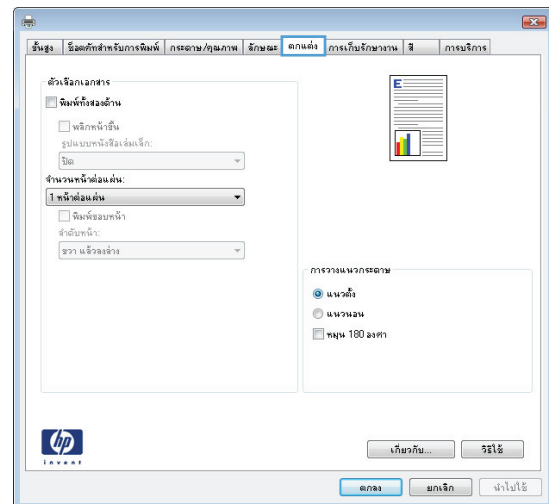 ขั้นสูง ช็อตคัทสำหรับการพิมพ์ กระดาษ/คุณภาพ ลักษณะ ตกแต่ง การเก็บรักษางาน สี การบริการ
ตัวเลือกเอกสาร
พิมพ์ทั้งสองด้าน
พลิกหน้าขึ้น
รูปแบบหนังสือเล่มเล็ก:
ปิด
จำนวนหน้าต่อแผ่น:
1 หน้าต่อแผ่น
พิมพ์ขอบหน้า
ลำดับหน้า:
ขวา แล้วลงล่าง
E
การวางแนวกระดาษ
แนวตั้ง
แนวนอน
หมุน 180 องศา
hp
invent
เกี่ยวกับ... วิธีใช้
ตกลง ยกเลิก นำไปใช้